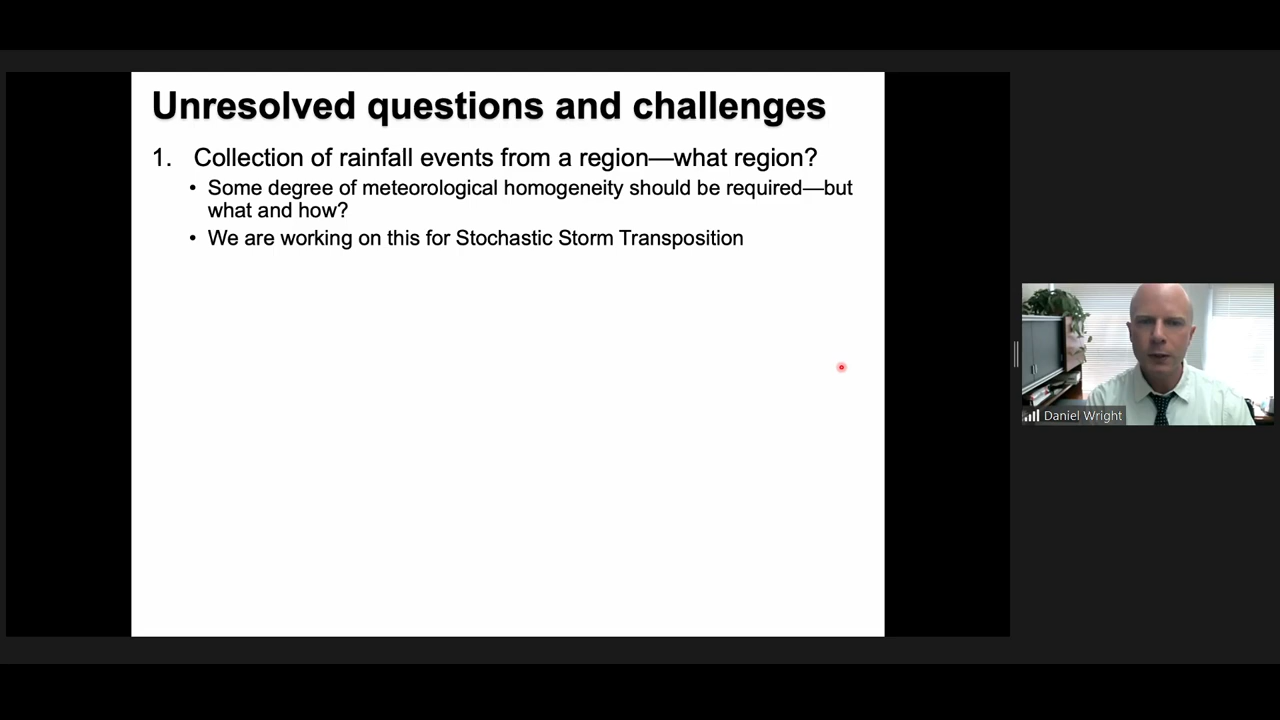 Unresolved questions and challenges
1. Collection of rainfall events from a region—what region?
• Some degree of meteorological homogeneity should be required—but
what and how?
• We are working on this for Stochastic Storm Transposition
Daniel Wright